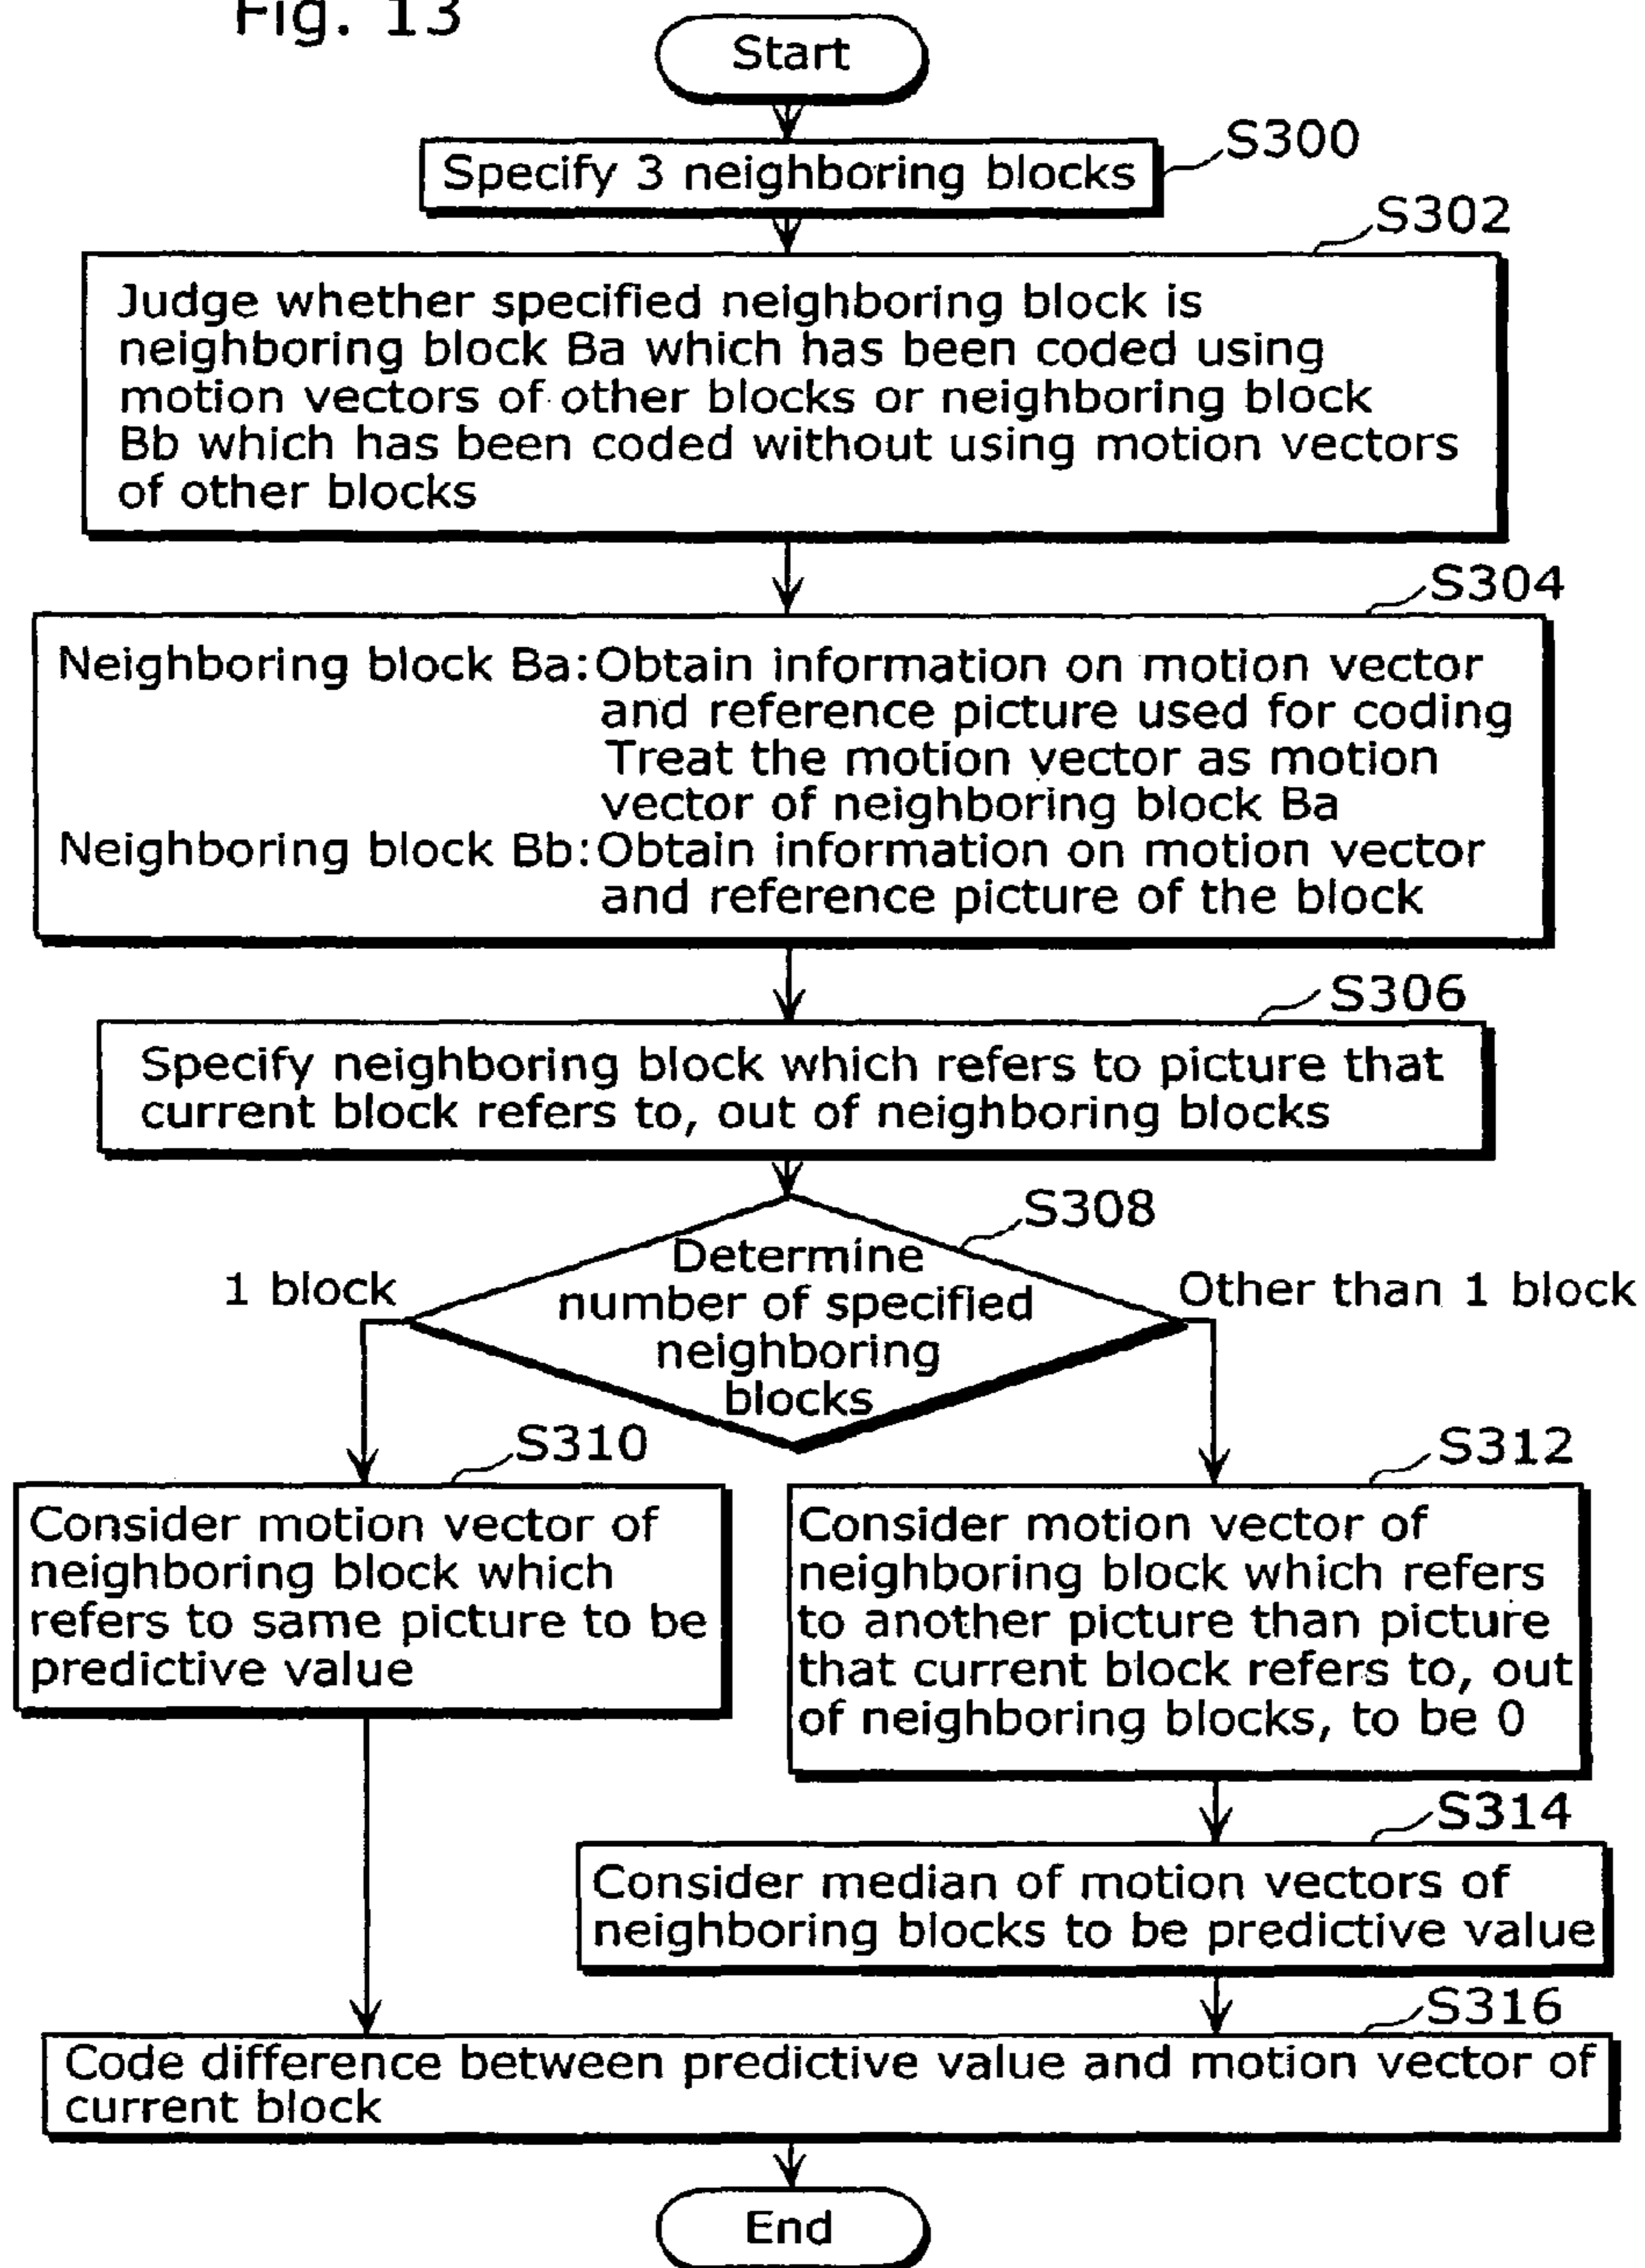 Fig. 13
Start
S300
Specify 3 neighboring blocks
S302
Judge whether specified neighboring block is
neighboring block Ba which has been coded using
motion vectors of other blocks or neighboring block
Bb which has been coded without using motion vectors
of other blocks
S304
Neighboring block Ba:Obtain information on motion vector
and reference picture used for coding
Treat the motion vector as motion
vector of neighboring block Ba
Neighboring block Bb:Obtain information on motion vector
and reference picture of the block
S306
Specify neighboring block which refers to picture that
current block refers to, out of neighboring blocks
S308
Determine
number of specified
neighboring
blocks
1 block
Other than 1 block
S310
Consider motion vector of
neighboring block which
refers to same picture to be
predictive value
S312
Consider motion vector of
neighboring block which refers
to another picture than picture
that current block refers to, out
of neighboring blocks, to be 0
S314
Consider median of motion vectors of
neighboring blocks to be predictive value
S316
Code difference between predictive value and motion vector of
current block
End